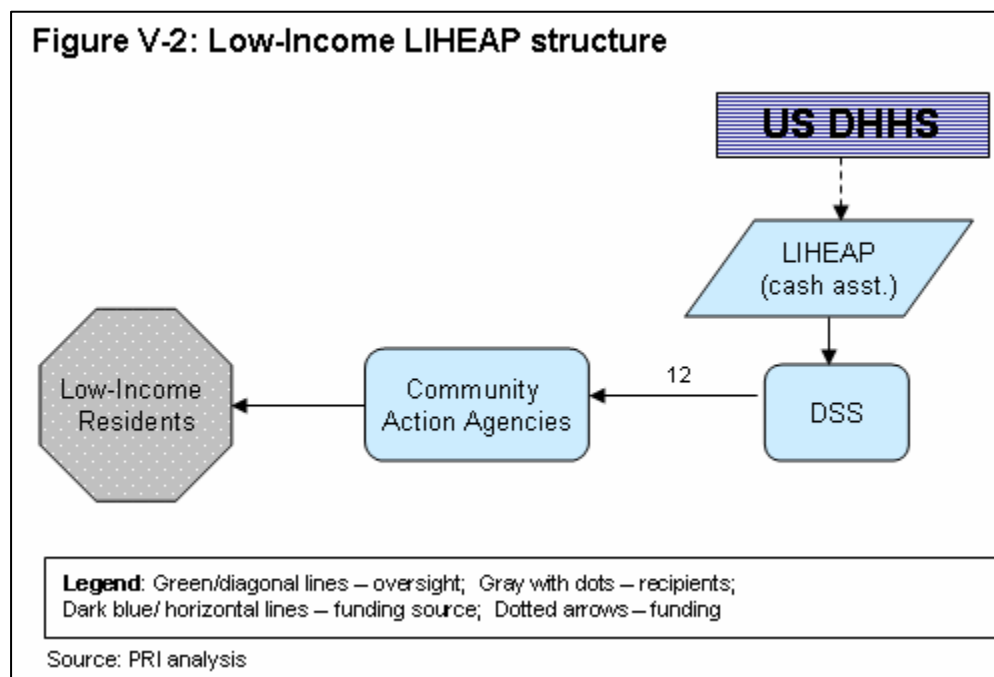 Figure V-2: Low-Income LIHEAP structure
US DHHS
LIHEAP
(cash asst.)
Low-Income
Residents
Community
Action Agencies
12
DSS
Legend: Green/diagonal lines – oversight; Gray with dots – recipients;
Dark blue/ horizontal lines – funding source; Dotted arrows – funding
Source: PRI analysis